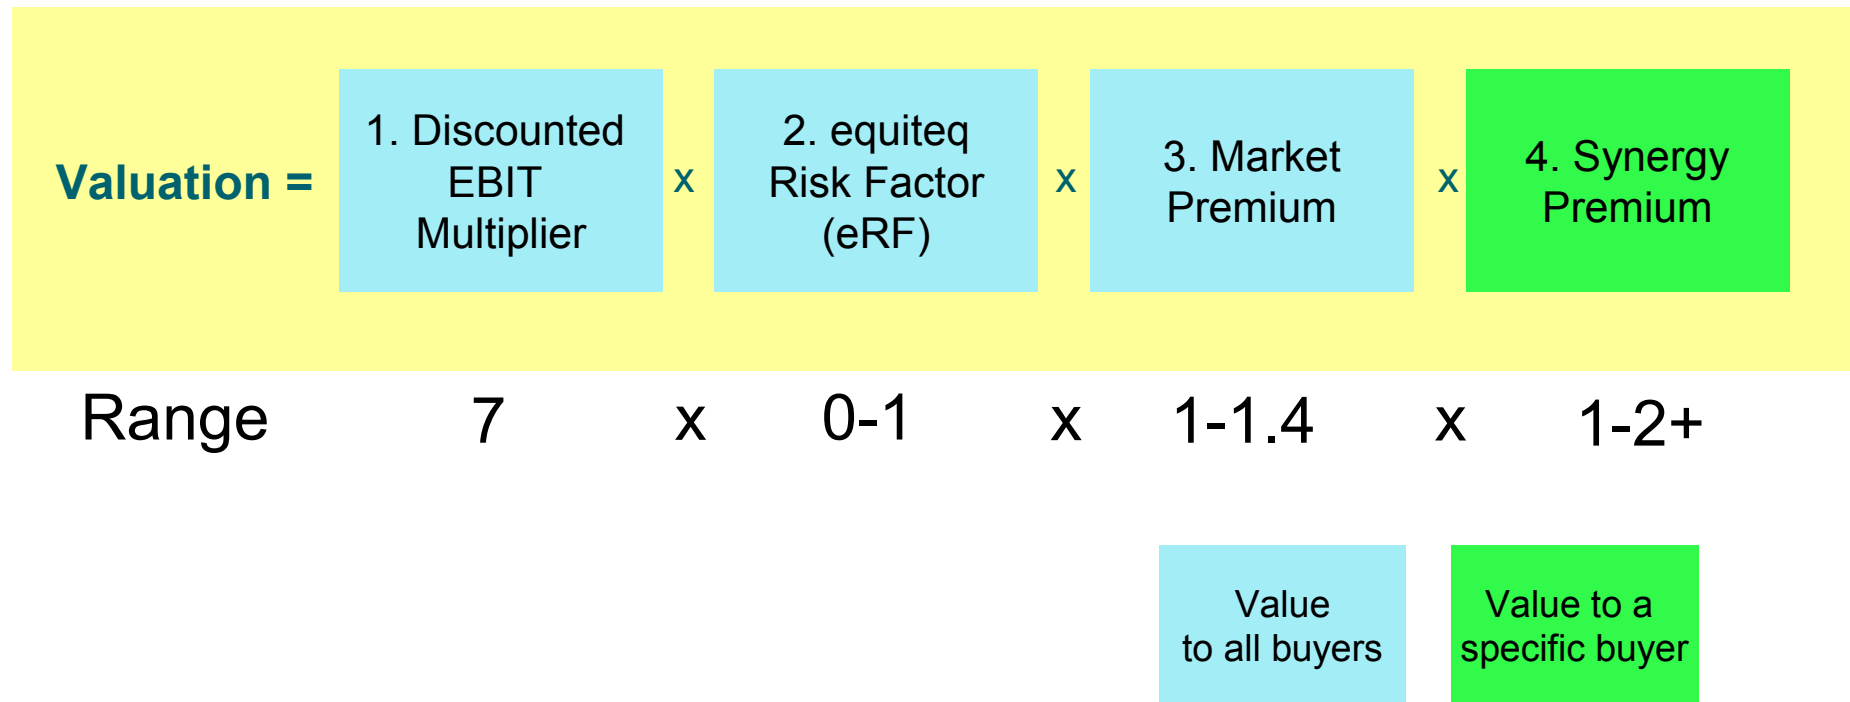 Valuation =
1. Discounted
EBIT
Multiplier
x
2. equiteq
Risk Factor
(eRF)
x
3. Market
Premium
x
4. Synergy
Premium
Range 7 x 0-1 x 1-1.4 x 1-2+
Value
to all buyers
Value to a
specific buyer